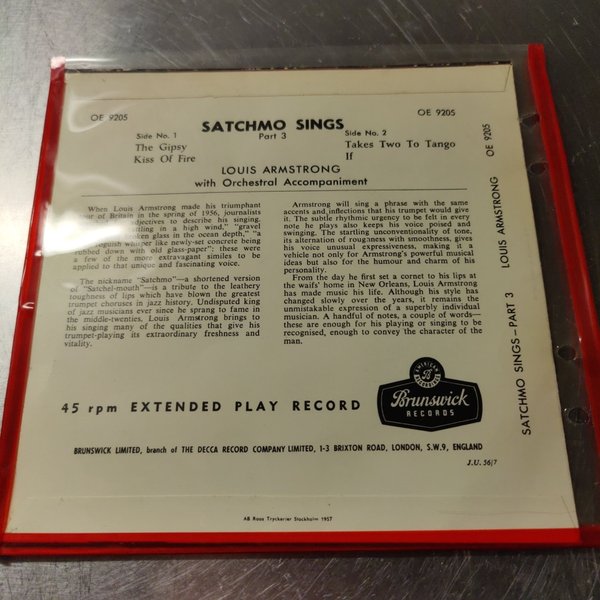 OE 9205
OE 9205
SATCHMO SINGS
Part 3
Side No. 1
The Gipsy
Kiss Of Fire
Side No. 2
Takes Two To Tango
If
LOUIS ARMSTRONG
with Orchestral Accompaniment
When Louis Armstrong made his triumphant
tour of Britain in the spring of 1956, journalists
adjectives to describe his singing.
in a high wind," "gravel
glass in the ocean depth," "a
whisper like newly-set concrete being
rubbed down with old glass-paper"; these were
a few of the more extravagant similes to be
applied to that unique and fascinating voice.
The nickname "Satchmo"—a shortened version
of "Satchel-mouth"—is a tribute to the leathery
toughness of lips which have blown the greatest
trumpet choruses in jazz history. Undisputed king
of jazz musicians ever since he sprang to fame in
the middle-twenties, Louis Armstrong brings to
his singing many of the qualities that give his
trumpet-playing its extraordinary freshness and
vitality.
Armstrong will sing a phrase with the same
accents and inflections that his trumpet would give
it. The subtle rhythmic urgency to be felt in every
note he plays also keeps his voice poised and
swinging. The startling unconventionality of tone,
its alternation of rougness with smoothness, gives
his voice unusual expressiveness, making it a
vehicle not only for Armstrong's powerful musical
ideas but also for the humour and charm of his
personality.
From the day he first set a cornet to his lips at
the waifs' home in New Orleans, Louis Armstrong
has made music his life. Although his style has
changed slowly over the years, it remains the
unmistakable expression of a superbly individual
musician. A handful of notes, a couple of words—
these are enough for his playing or singing to be
recognised, enough to convey the character of the
man.
45 rpm EXTENDED PLAY RECORD
AMERICAN
RECORDINGS
Brunswick
RECORDS
BRUNSWICK LIMITED, branch of THE DECCA RECORD COMPANY LIMITED, 1-3 BRIXTON ROAD, LONDON, S.W.9, ENGLAND
J.U. 56/7
AB Roos Tryckerier Stockholm 1957
SATCHMO SINGS—PART 3 LOUIS ARMSTRONG OE 9205